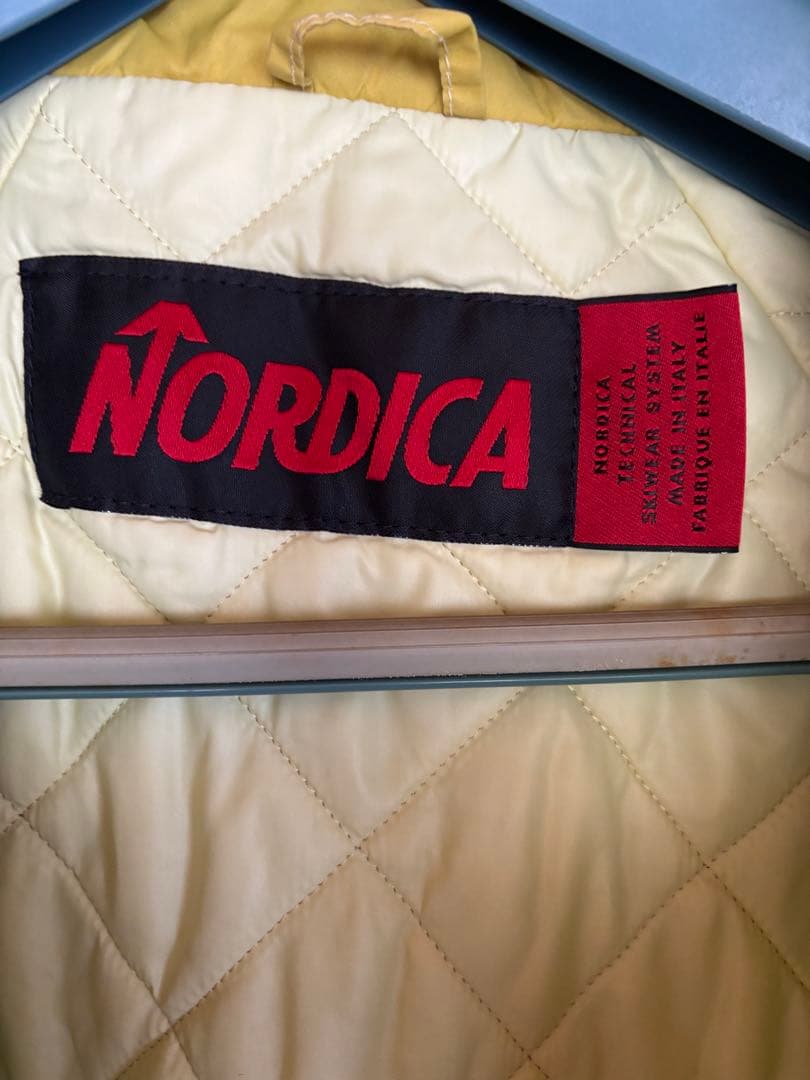 NORDICA
NORDICA
TECHNICAL
SKIWEAR SYSTEM
MADE IN ITALY
FABRIQUE EN ITALIE